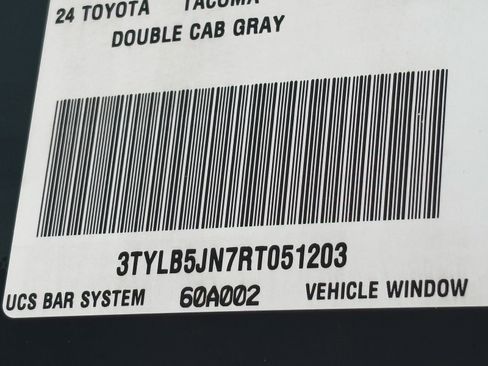 24 TOYOTA TACOMA
DOUBLE CAB GRAY
3TYLB5JN7RT051203
UCS BAR SYSTEM 60A002 VEHICLE WINDOW